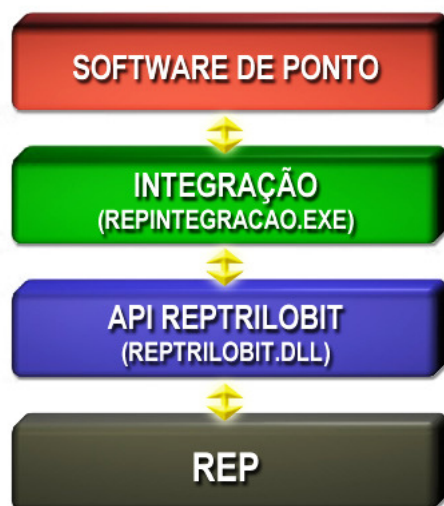 SOFTWARE DE PONTO
INTEGRAÇÃO
(REPINTEGRACAO.EXE)
API REPTRILOBIT
(REPTRILOBIT.DLL)
REP